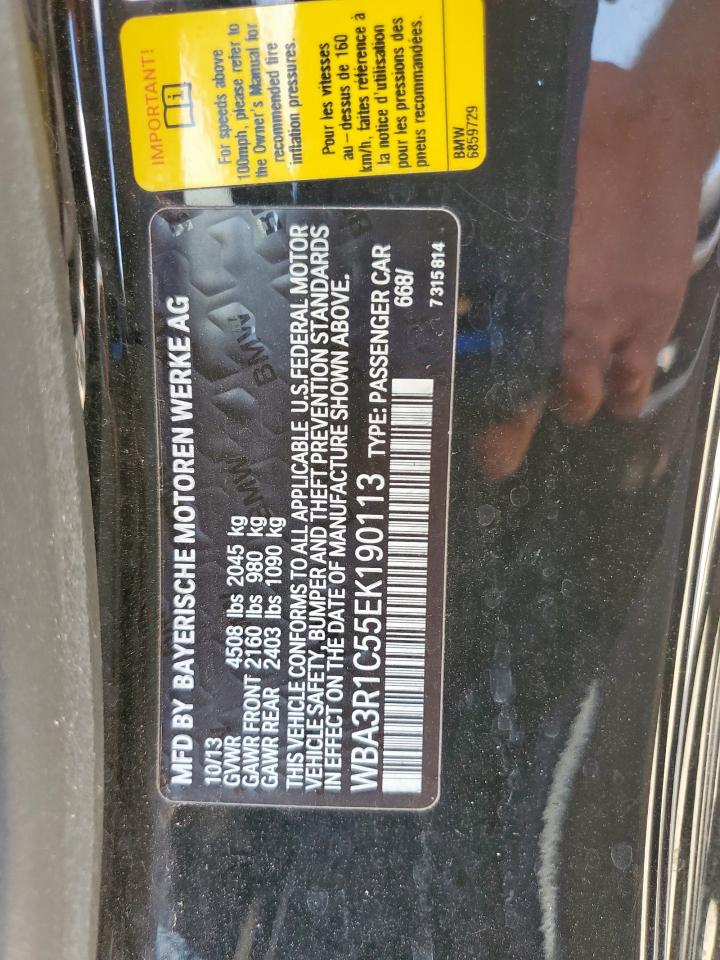 MFD BY BAYERISCHE MOTOREN WERKE AG
10/13
GVWR 4508 lbs 2045 kg
GAWR FRONT 2160 lbs 980 kg
GAWR REAR 2403 lbs 1090 kg
THIS VEHICLE CONFORMS TO ALL APPLICABLE U.S. FEDERAL MOTOR
VEHICLE SAFETY, BUMPER AND THEFT PREVENTION STANDARDS
IN EFFECT ON THE DATE OF MANUFACTURE SHOWN ABOVE.
WBA3R1C55EK190113 TYPE: PASSENGER CAR
668/
7315814
BMW
BMW
IMPORTANT!
For speeds above
100mph, please refer to
the Owner's Manual for
recommended tire
inflation pressures.
Pour les vitesses
au-dessus de 160
km/h, faites référence à
la notice d'utilisation
pour les pressions des
pneus recommandées.
BMW
6859729